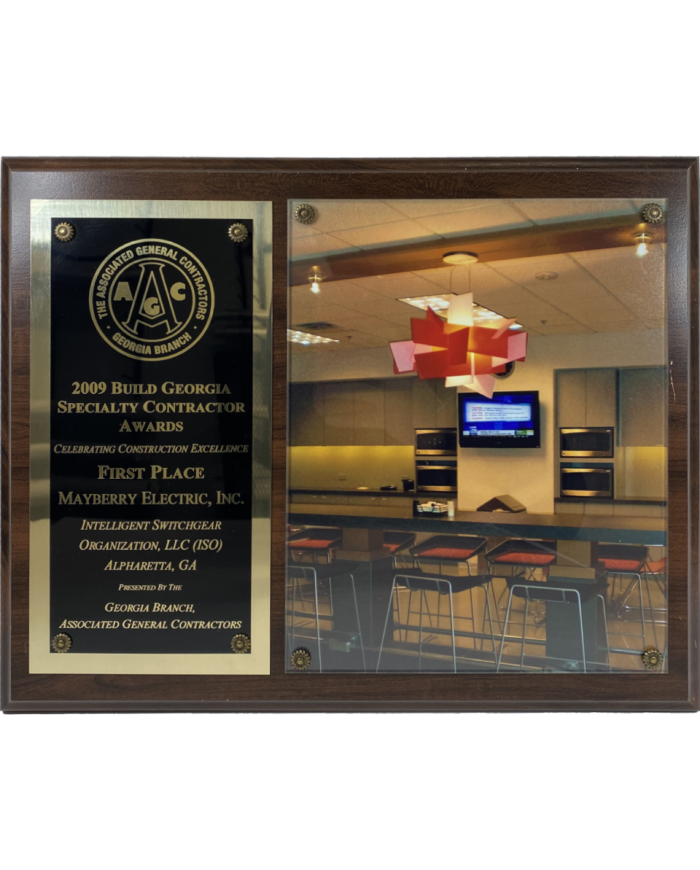 THE ASSOCIATED GENERAL CONTRACTORS
AGC
GEORGIA BRANCH
2009 BUILD GEORGIA
SPECIALTY CONTRACTOR
AWARDS
CELEBRATING CONSTRUCTION EXCELLENCE
FIRST PLACE
MAYBERRY ELECTRIC, INC.
INTELLIGENT SWITCHGEAR
ORGANIZATION, LLC (ISO)
ALPHARETTA, GA
PRESENTED BY THE
GEORGIA BRANCH,
ASSOCIATED GENERAL CONTRACTORS